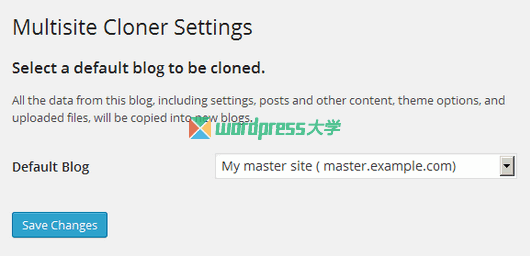 Multisite Cloner Settings
Select a default blog to be cloned.
All the data from this blog, including settings, posts and other content, theme options, and
uploaded files, will be copied into new blogs.
wordpress大学
Default Blog
My master site ( master.example.com)
Save Changes